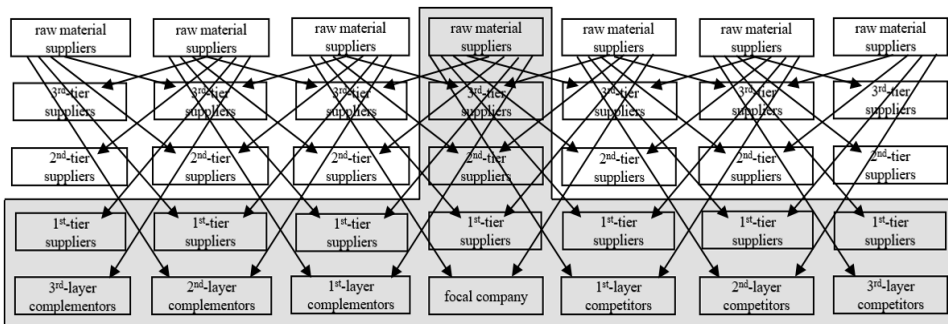 raw material
suppliers
raw material
suppliers
raw material
suppliers
raw material
suppliers
raw material
suppliers
raw material
suppliers
raw material
suppliers
3rd-tier
suppliers
3rd-tier
suppliers
3rd-tier
suppliers
3rd-tier
suppliers
3rd-tier
suppliers
3rd-tier
suppliers
3rd-tier
suppliers
2nd-tier
suppliers
2nd-tier
suppliers
2nd-tier
suppliers
2nd-tier
suppliers
2nd-tier
suppliers
2nd-tier
suppliers
2nd-tier
suppliers
1st-tier
suppliers
1st-tier
suppliers
1st-tier
suppliers
1st-tier
suppliers
1st-tier
suppliers
1st-tier
suppliers
1st-tier
suppliers
3rd-layer
complementors
2nd-layer
complementors
1st-layer
complementors
focal company
1st-layer
competitors
2nd-layer
competitors
3rd-layer
competitors